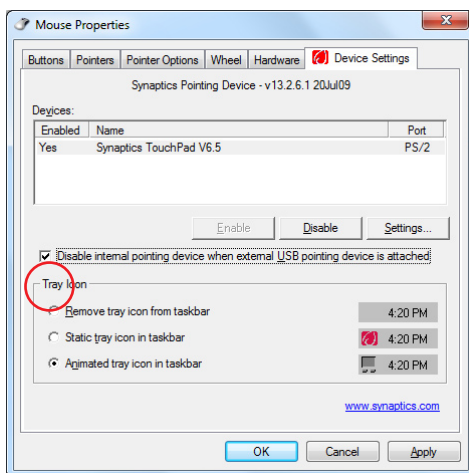 Mouse Properties
Buttons Pointers Pointer Options Wheel Hardware Device Settings
Synaptics Pointing Device - v13.2.6.1 20Jul09
Devices:
Enabled Name Port
Yes Synaptics TouchPad V6.5 PS/2
Enable Disable Settings...
Disable internal pointing device when external USB pointing device is attached
Tray Icon
Remove tray icon from taskbar 4:20 PM
Static tray icon in taskbar 4:20 PM
Animated tray icon in taskbar 4:20 PM
www.synaptics.com
OK Cancel Apply